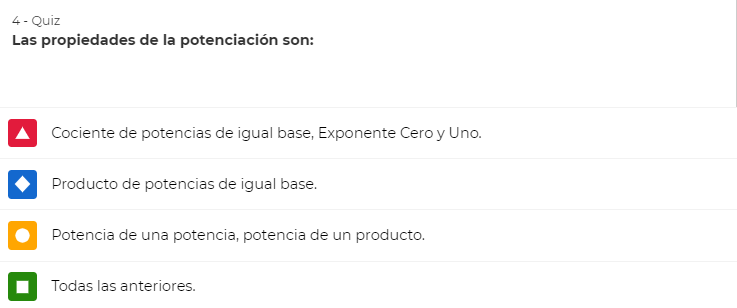 4 - Quiz
Las propiedades de la potenciación son:
Cociente de potencias de igual base, Exponente Cero y Uno.
Producto de potencias de igual base.
Potencia de una potencia, potencia de un producto.
Todas las anteriores.